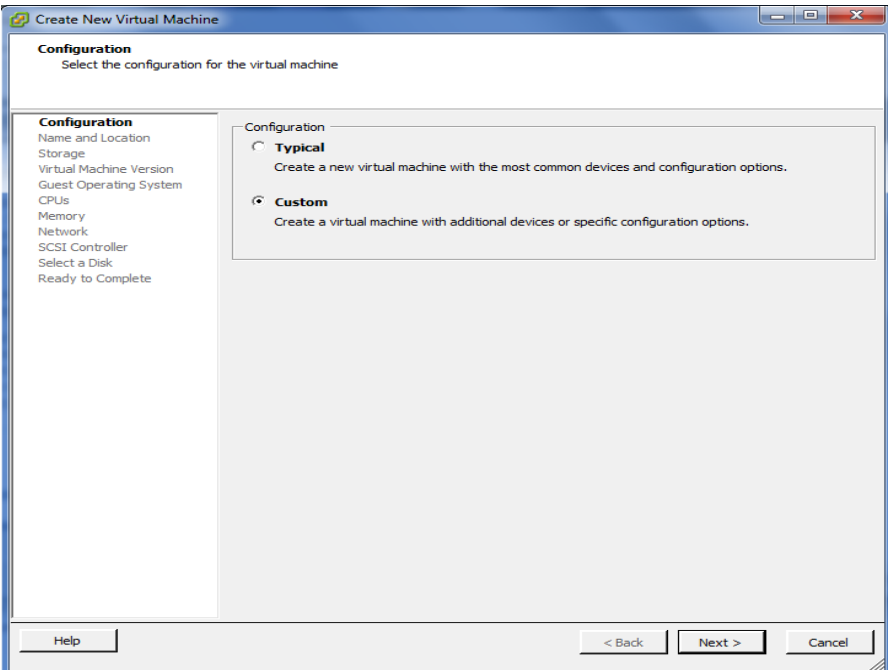 Create New Virtual Machine
Configuration
Select the configuration for the virtual machine
Configuration
Name and Location
Storage
Virtual Machine Version
Guest Operating System
CPUs
Memory
Network
SCSI Controller
Select a Disk
Ready to Complete
Configuration
Typical
Create a new virtual machine with the most common devices and configuration options.
Custom
Create a virtual machine with additional devices or specific configuration options.
Help
< Back
Next >
Cancel